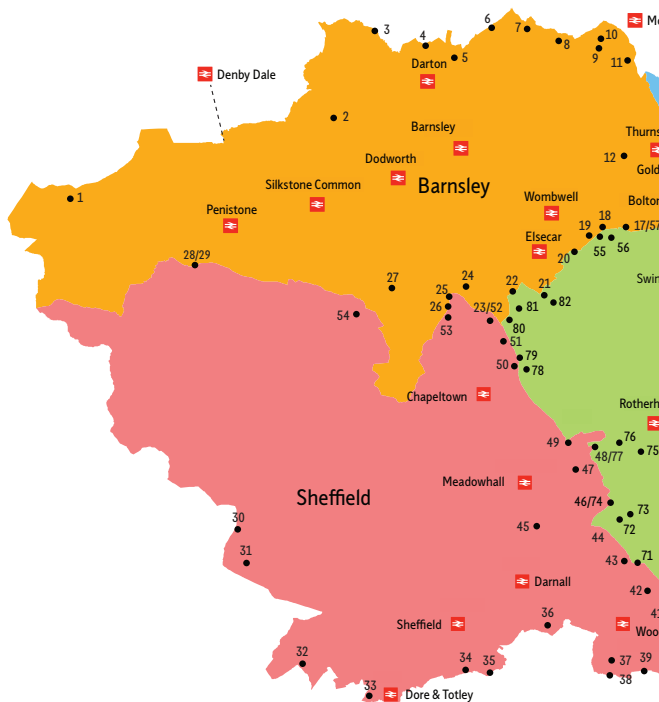 6
7
10
Mo
3
4
8
9
5
11
Darton
Denby Dale
2
Barnsley
Thurns
12
Dodworth
Gold
1
Silkstone Common
Barnsley
Wombwell
Bolton
Penistone
18
17/57
19
Elsecar
55
56
20
28/29
27
24
22
21
Swin
25
26
23/52
81
82
54
53
80
51
79
50
78
Chapeltown
Rotherh
49
76
48/77
75
47
Meadowhall
Sheffield
46/74
73
30
45
72
44
31
43
71
Darnall
42
41
36
Sheffield
Woo
32
34
35
37
39
33
38
Dore & Totley